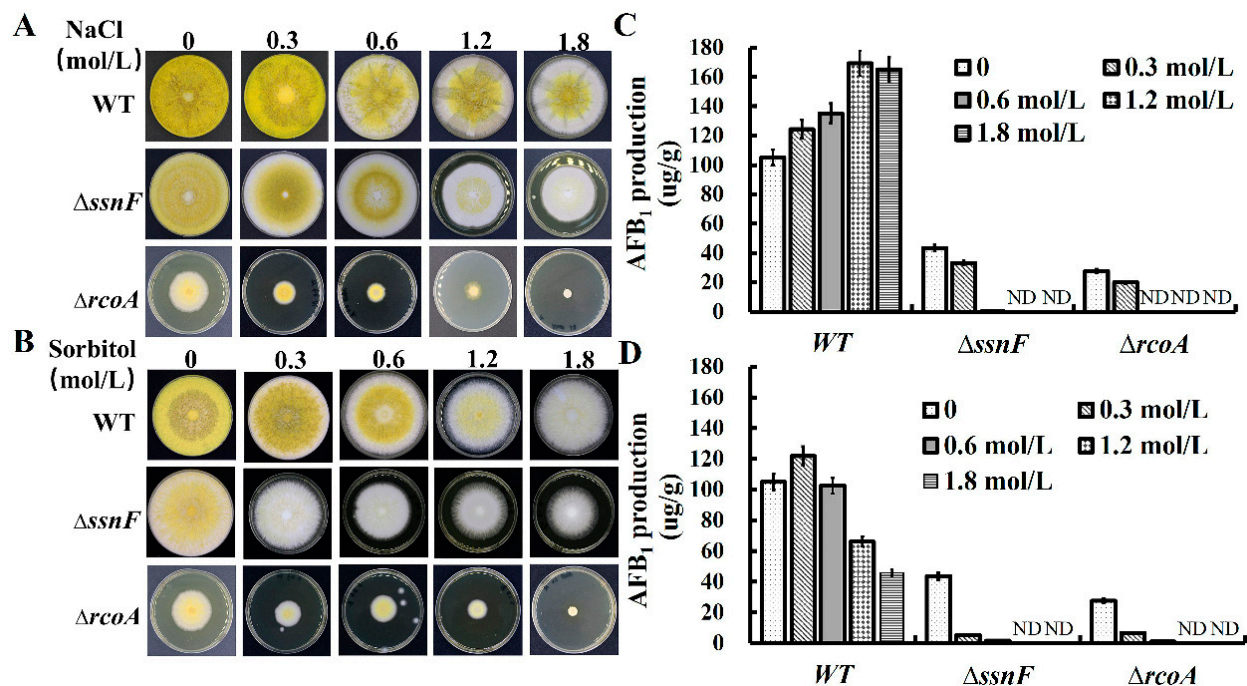 A
NaCl
(mol/L)
0 0.3 0.6 1.2 1.8
WT
ΔssnF
ΔrcoA
B
Sorbitol
(mol/L)
0 0.3 0.6 1.2 1.8
WT
ΔssnF
ΔrcoA
C
AFB1 production
(ug/g)
180
160
140
120
100
80
60
40
20
0
0 0.3 mol/L
0.6 mol/L 1.2 mol/L
1.8 mol/L
ND ND
ND ND ND
WT ΔssnF ΔrcoA
D
AFB1 production
(ug/g)
180
160
140
120
100
80
60
40
20
0
0 0.3 mol/L
0.6 mol/L 1.2 mol/L
1.8 mol/L
ND ND
ND ND
WT ΔssnF ΔrcoA